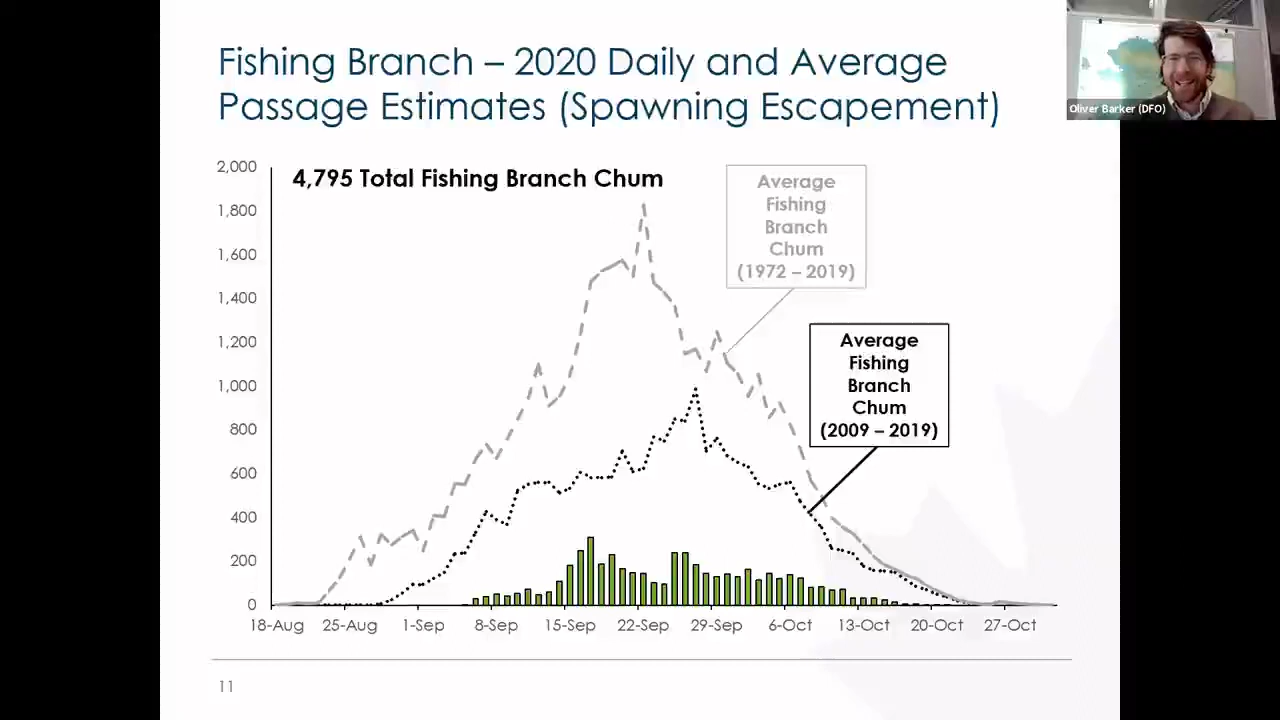 Fishing Branch – 2020 Daily and Average
Passage Estimates (Spawning Escapement)
Oliver Barker (DFO)
4,795 Total Fishing Branch Chum
2,000
1,800
1,600
1,400
1,200
1,000
800
600
400
200
0
Average
Fishing
Branch
Chum
(1972 – 2019)
Average
Fishing
Branch
Chum
(2009 – 2019)
18-Aug
25-Aug
1-Sep
8-Sep
15-Sep
22-Sep
29-Sep
6-Oct
13-Oct
20-Oct
27-Oct
11